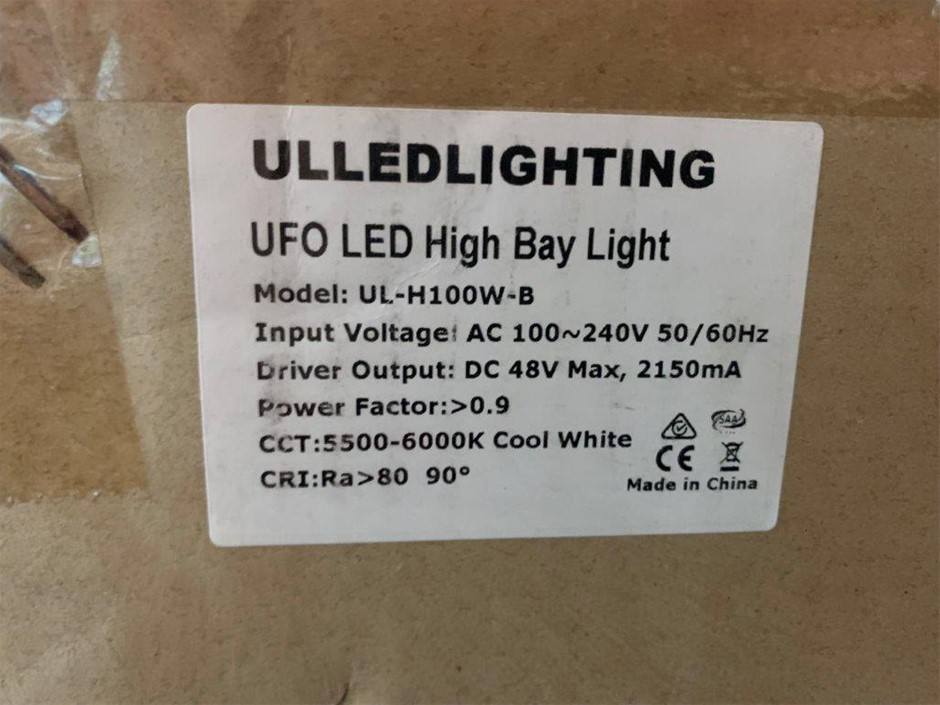 ULLEDLIGHTING
UFO LED High Bay Light
Model: UL-H100W-B
Input Voltage: AC 100~240V 50/60Hz
Driver Output: DC 48V Max, 2150mA
Power Factor:>0.9
CCT:5500-6000K Cool White
CRI:Ra>80 90°
SAA
CE
Made in China